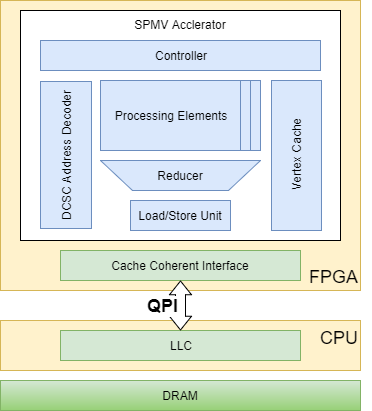 SPMV Acclerator
Controller
DCSC Address Decoder
Processing Elements
Vertex Cache
Reducer
Load/Store Unit
Cache Coherent Interface
FPGA
QPI
CPU
LLC
DRAM